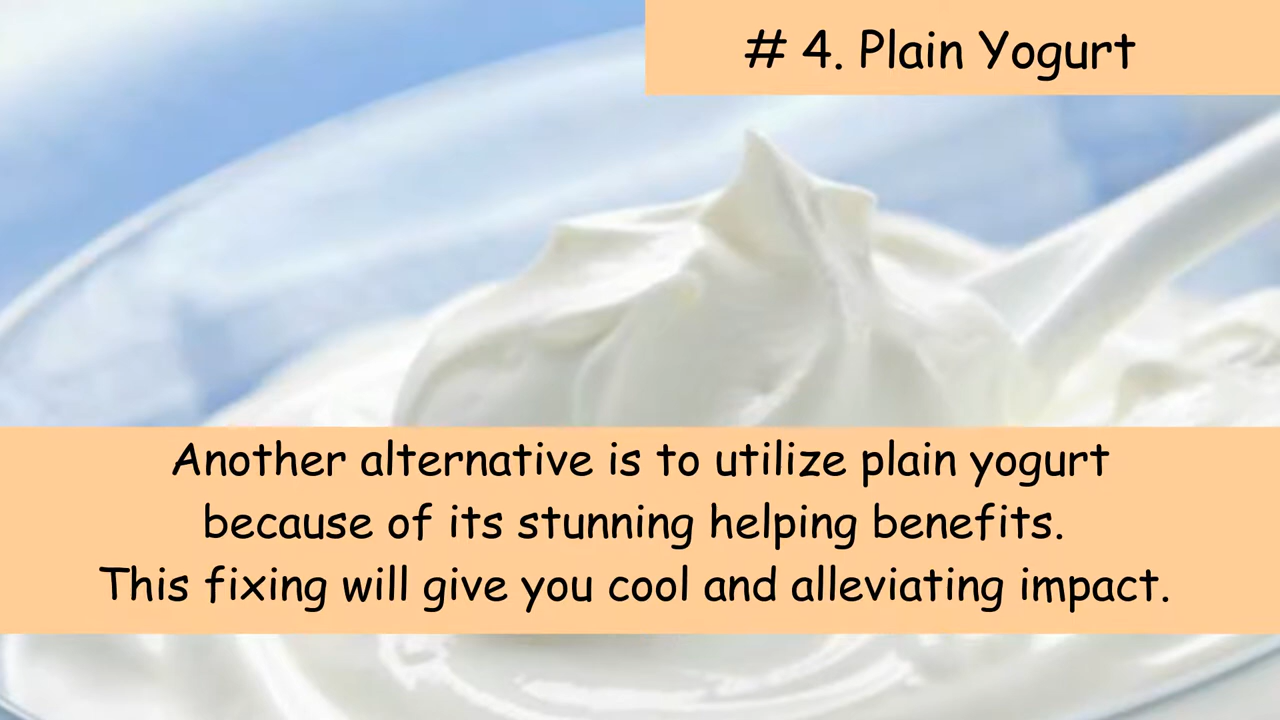 # 4. Plain Yogurt
Another alternative is to utilize plain yogurt
because of its stunning helping benefits.
This fixing will give you cool and alleviating impact.